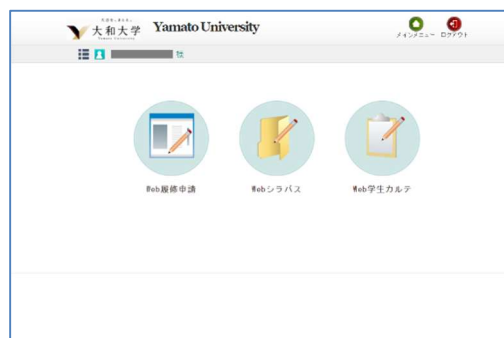 大和大学 Yamato University
Yamato University
メインメニュー ログアウト
Web履修申請 Webシラバス Web学生カルテ